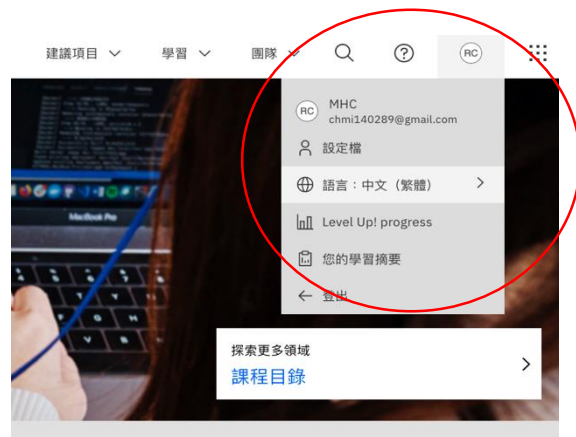 建議項目 學習 團隊 RC
RC MHC
chmi140289@gmail.com
設定檔
語言：中文（繁體）
Level Up! progress
您的學習摘要
登出
MacBook Pro
探索更多領域
課程目錄